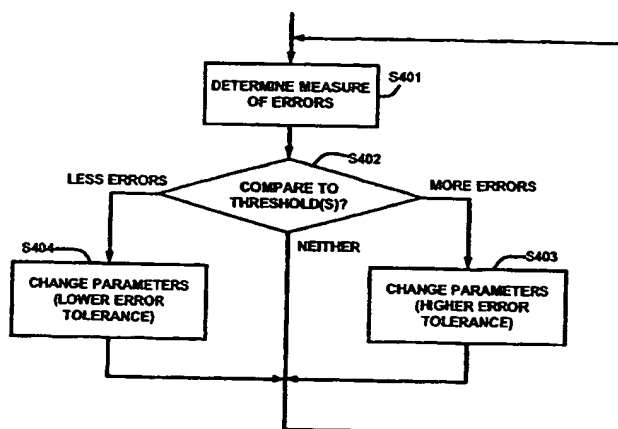 DETERMINE MEASURE
OF ERRORS
S401
S402
LESS ERRORS
COMPARE TO
THRESHOLD(S)?
MORE ERRORS
NEITHER
S404
CHANGE PARAMETERS
(LOWER ERROR
TOLERANCE)
S403
CHANGE PARAMETERS
(HIGHER ERROR
TOLERANCE)